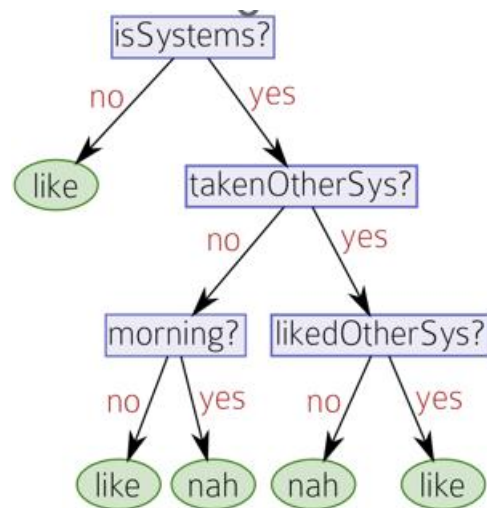 isSystems?
no yes
like takenOtherSys?
no yes
morning? likedOtherSys?
no yes no yes
like nah nah like